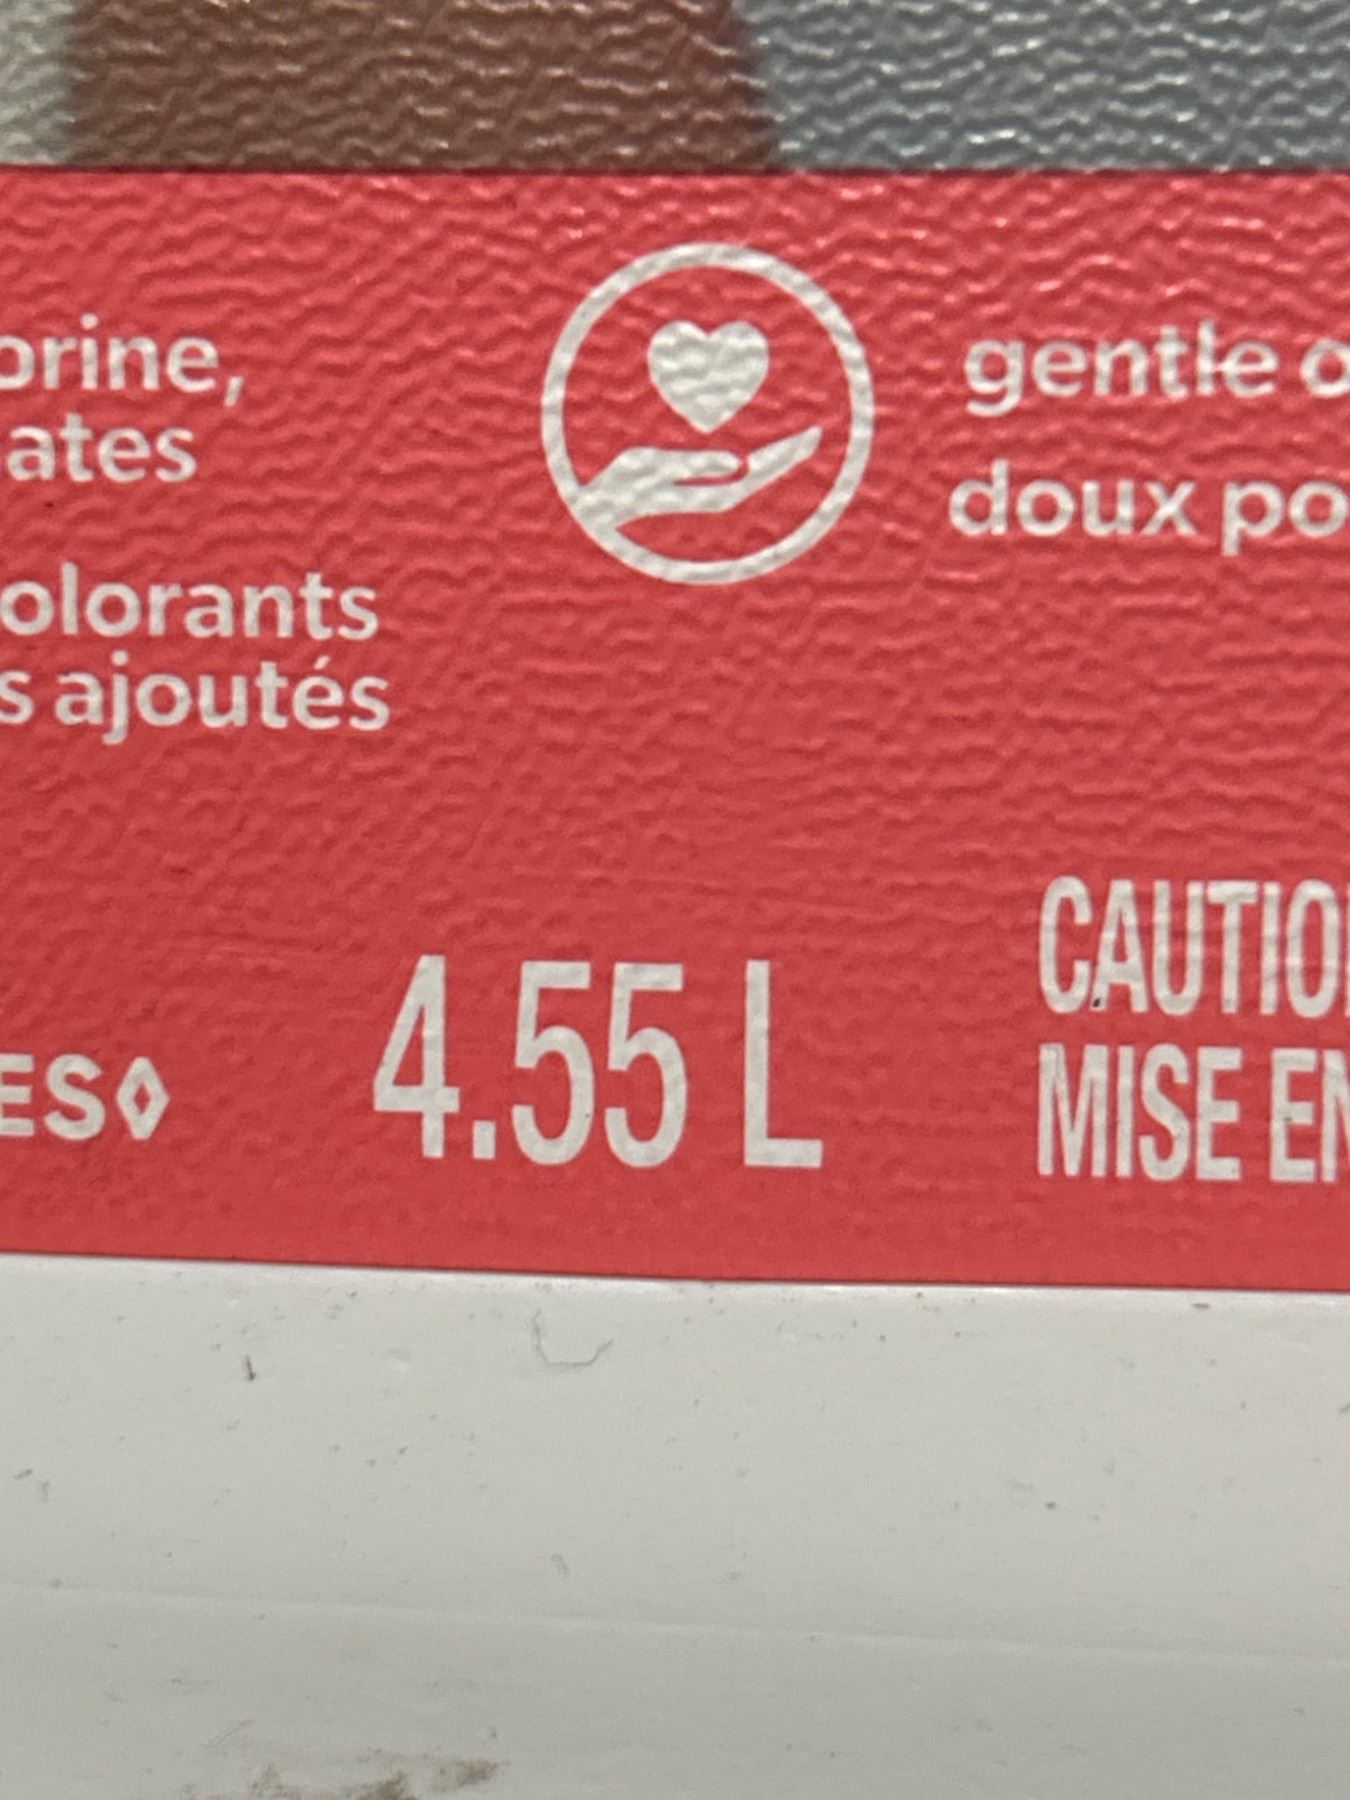 orine,
ates
olorants
s ajoutés
gentle o
doux po
ES◊
4.55 L
CAUTIO
MISE EN